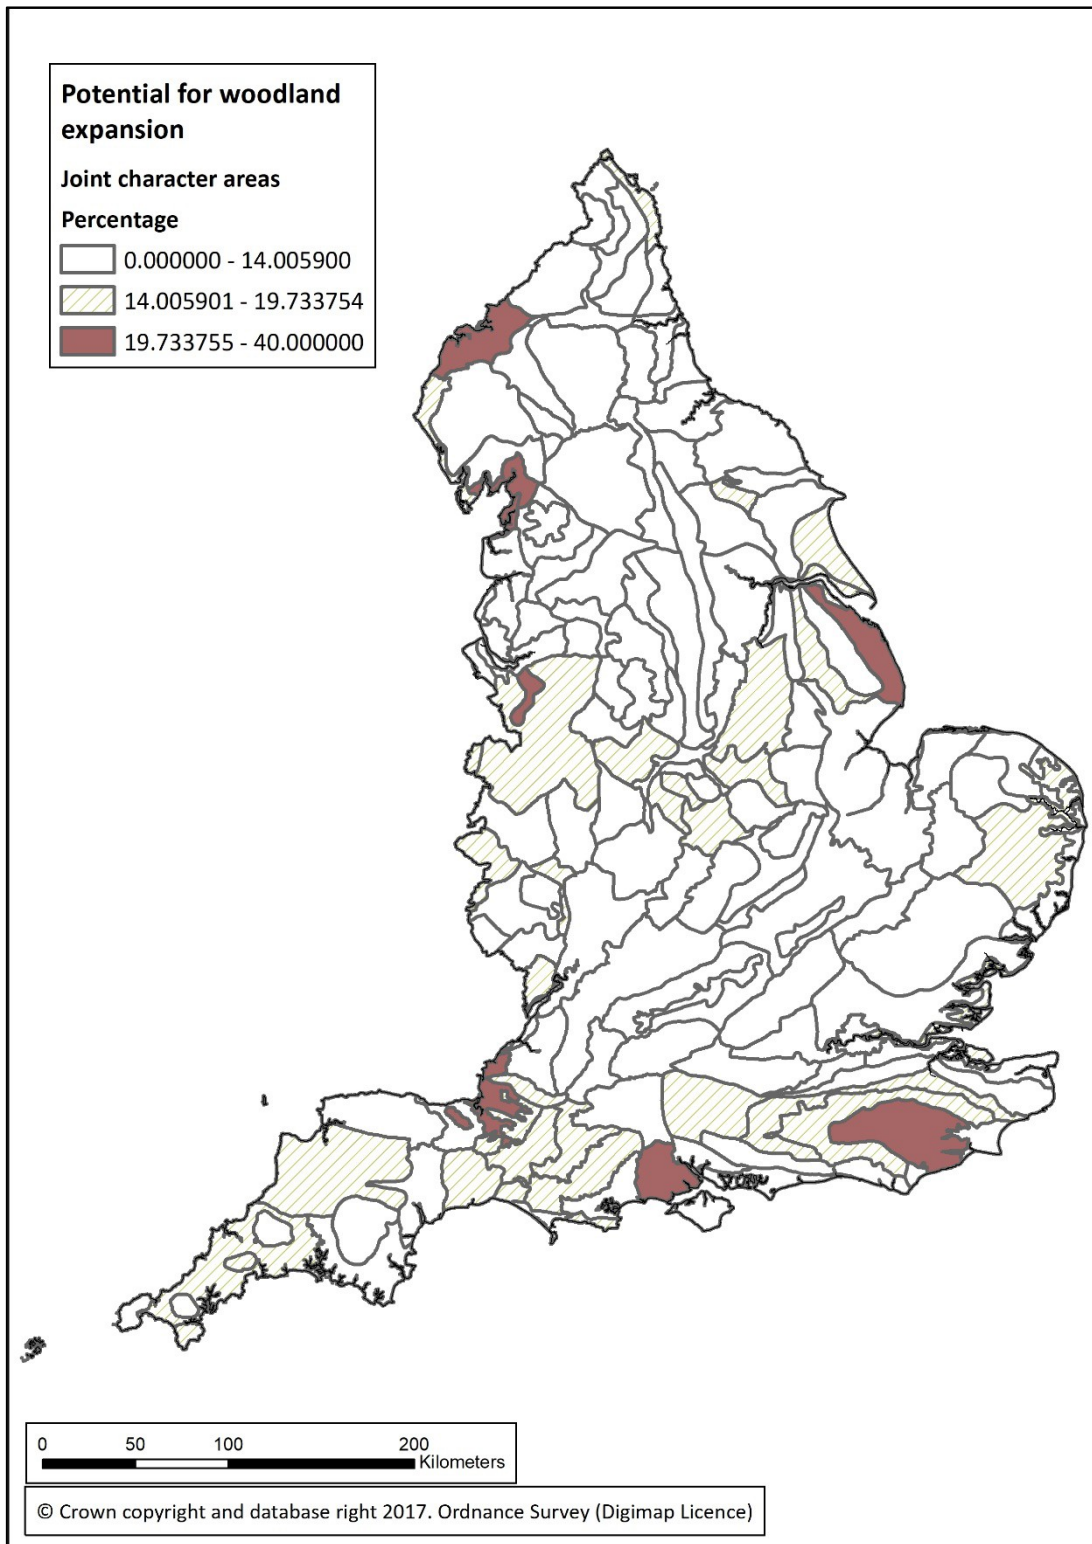 Potential for woodland
expansion
Joint character areas
Percentage
0.000000 - 14.005900
14.005901 - 19.733754
19.733755 - 40.000000
0 50 100 200
Kilometers
© Crown copyright and database right 2017. Ordnance Survey (Digimap Licence)